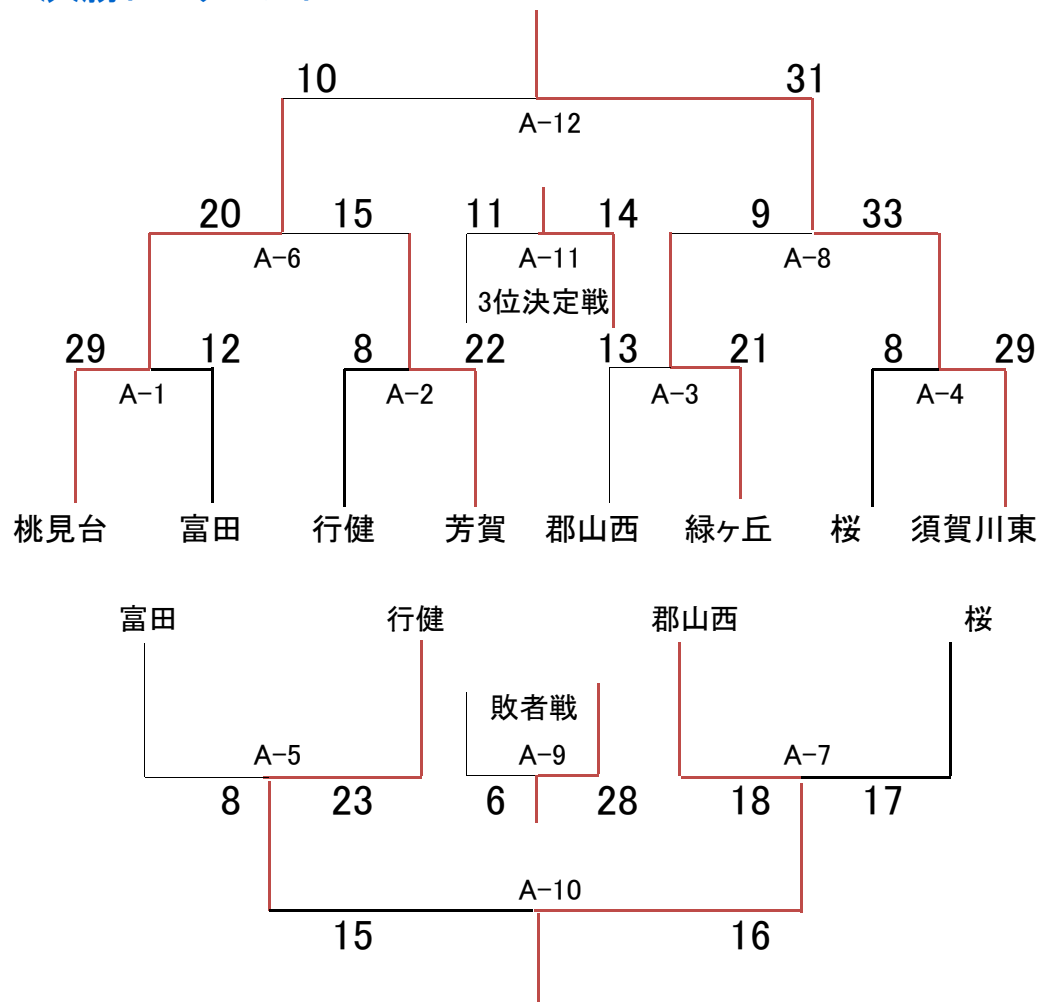 10 31
A-12
20 15 11 14 9 33
A-6 A-11 A-8
3位決定戦
29 12 8 22 13 21 8 29
A-1 A-2 A-3 A-4
桃見台 富田 行健 芳賀 郡山西 緑ヶ丘 桜 須賀川東
富田 行健 郡山西 桜
敗者戦
A-5 A-9 A-7
8 23 6 28 18 17
A-10
15 16